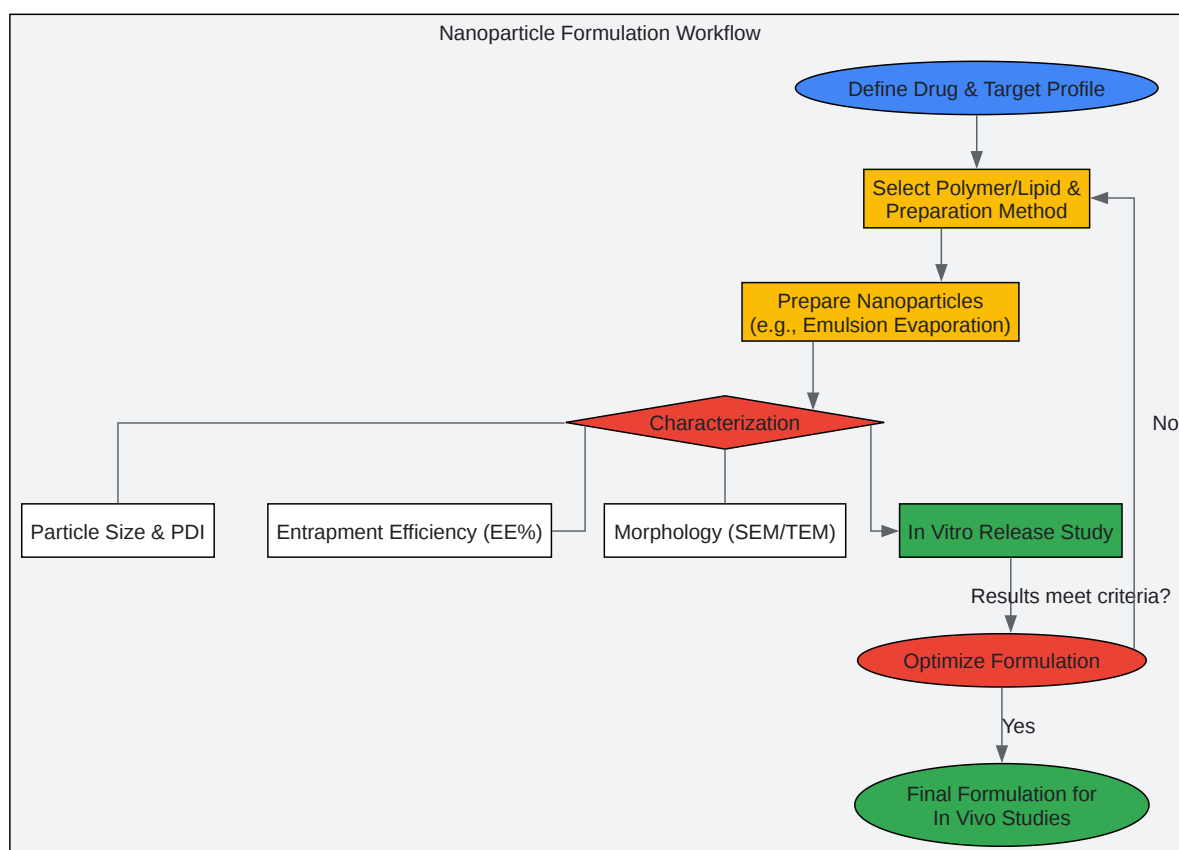 Nanoparticle Formulation Workflow
Define Drug & Target Profile
Select Polymer/Lipid &
Preparation Method
Prepare Nanoparticles
(e.g., Emulsion Evaporation)
Characterization
No
Particle Size & PDI
Entrapment Efficiency (EE%)
Morphology (SEM/TEM)
In Vitro Release Study
Results meet criteria?
Optimize Formulation
Yes
Final Formulation for
In Vivo Studies